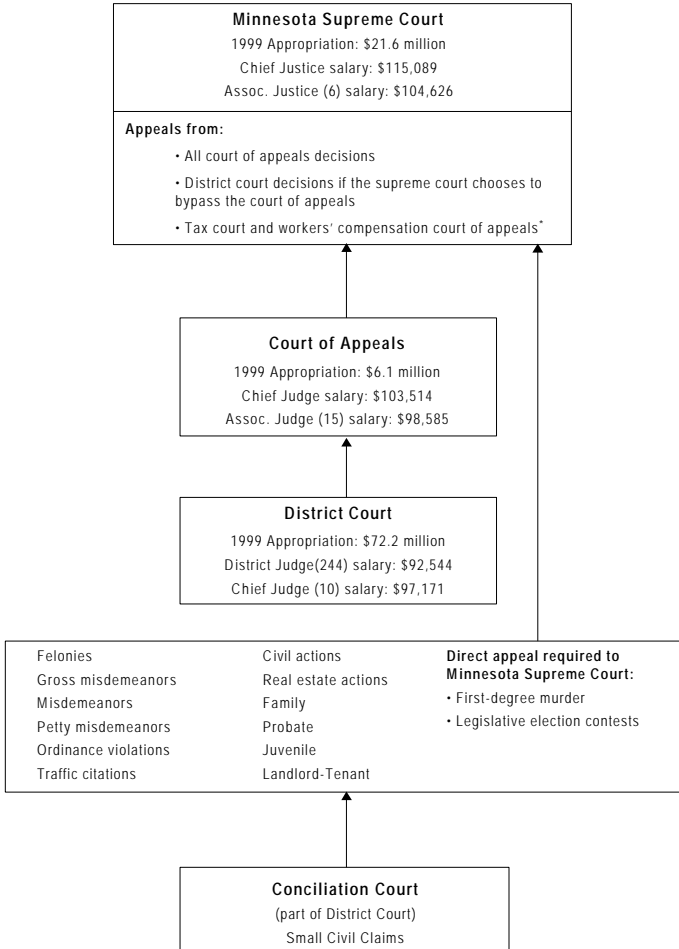 Minnesota Supreme Court
1999 Appropriation: $21.6 million
Chief Justice salary: $115,089
Assoc. Justice (6) salary: $104,626
Appeals from:
• All court of appeals decisions
• District court decisions if the supreme court chooses to
bypass the court of appeals
• Tax court and workers' compensation court of appeals*
Court of Appeals
1999 Appropriation: $6.1 million
Chief Judge salary: $103,514
Assoc. Judge (15) salary: $98,585
District Court
1999 Appropriation: $72.2 million
District Judge(244) salary: $92,544
Chief Judge (10) salary: $97,171
Felonies
Gross misdemeanors
Misdemeanors
Petty misdemeanors
Ordinance violations
Traffic citations
Civil actions
Real estate actions
Family
Probate
Juvenile
Landlord-Tenant
Direct appeal required to
Minnesota Supreme Court:
• First-degree murder
• Legislative election contests
Conciliation Court
(part of District Court)
Small Civil Claims